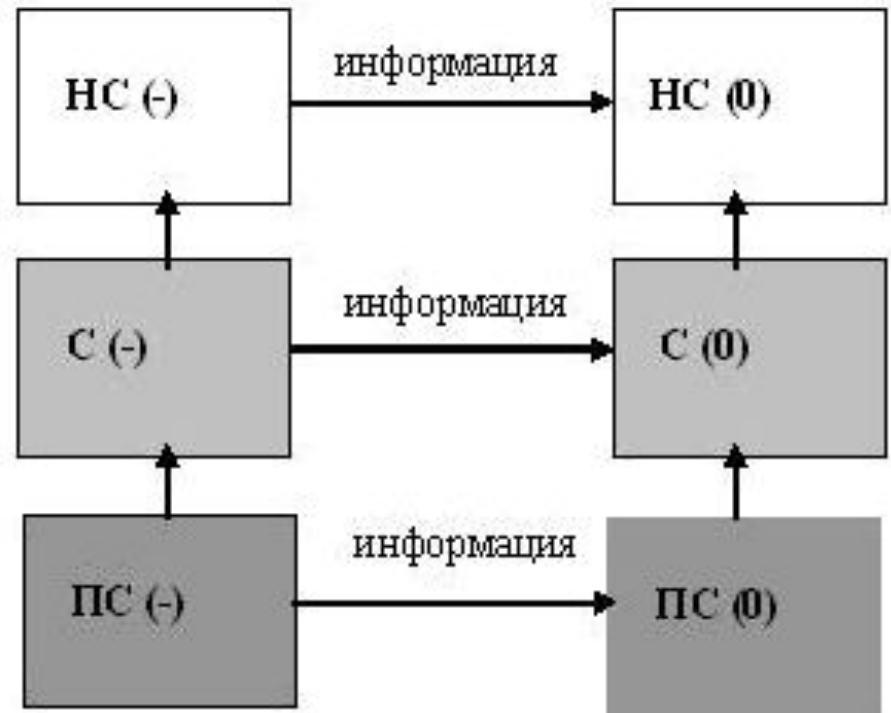 информация
НС (-)
НС (0)
информация
С (-)
С (0)
информация
ПС (-)
ПС (0)